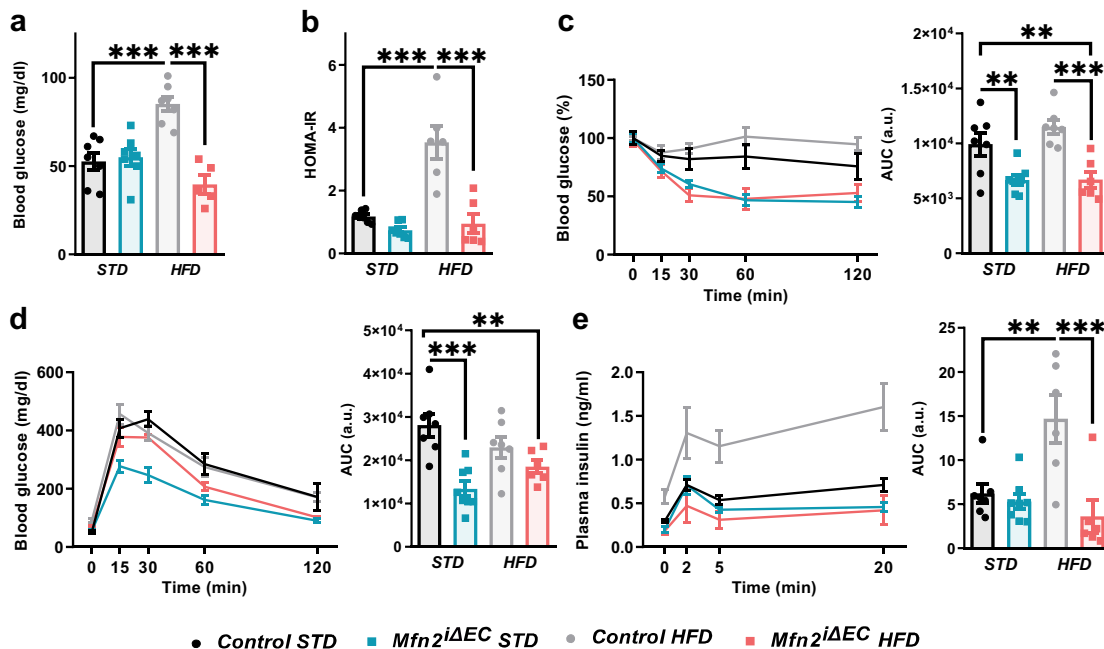 a
Blood glucose (mg/dl)
100
50
0
*** ***
STD HFD
b
HOMA-IR
6
4
2
0
*** ***
STD HFD
c
Blood glucose (%)
150
100
50
0
0 15 30 60 120
Time (min)
AUC (a.u.)
2×10⁴
2×10⁴
1×10⁴
5×10³
0
**
** ***
STD HFD
d
Blood glucose (mg/dl)
600
400
200
0
0 15 30 60 120
Time (min)
AUC (a.u.)
5×10⁴
4×10⁴
3×10⁴
2×10⁴
1×10⁴
0
**
***
STD HFD
e
Plasma insulin (ng/ml)
2.0
1.5
1.0
0.5
0.0
0 2 5 20
Time (min)
AUC (a.u.)
25
20
15
10
5
0
** ***
STD HFD
Control STD Mfn2iΔEC STD Control HFD Mfn2iΔEC HFD